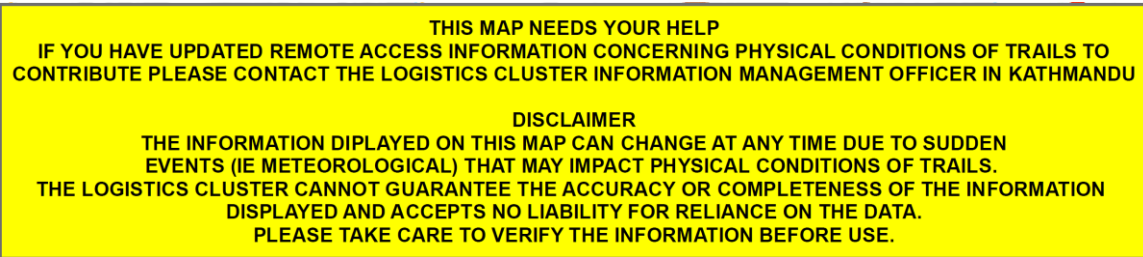 THIS MAP NEEDS YOUR HELP
IF YOU HAVE UPDATED REMOTE ACCESS INFORMATION CONCERNING PHYSICAL CONDITIONS OF TRAILS TO
CONTRIBUTE PLEASE CONTACT THE LOGISTICS CLUSTER INFORMATION MANAGEMENT OFFICER IN KATHMANDU
DISCLAIMER
THE INFORMATION DIPLAYED ON THIS MAP CAN CHANGE AT ANY TIME DUE TO SUDDEN
EVENTS (IE METEOROLOGICAL) THAT MAY IMPACT PHYSICAL CONDITIONS OF TRAILS.
THE LOGISTICS CLUSTER CANNOT GUARANTEE THE ACCURACY OR COMPLETENESS OF THE INFORMATION
DISPLAYED AND ACCEPTS NO LIABILITY FOR RELIANCE ON THE DATA.
PLEASE TAKE CARE TO VERIFY THE INFORMATION BEFORE USE.